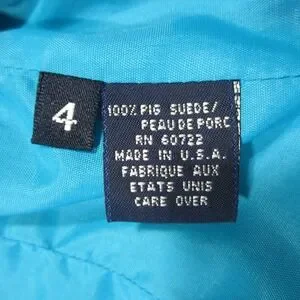 4
100% PIG SUEDE/
PEAU DE PORC
RN 60722
MADE IN U.S.A.
FABRIQUE AUX
ETATS UNIS
CARE OVER